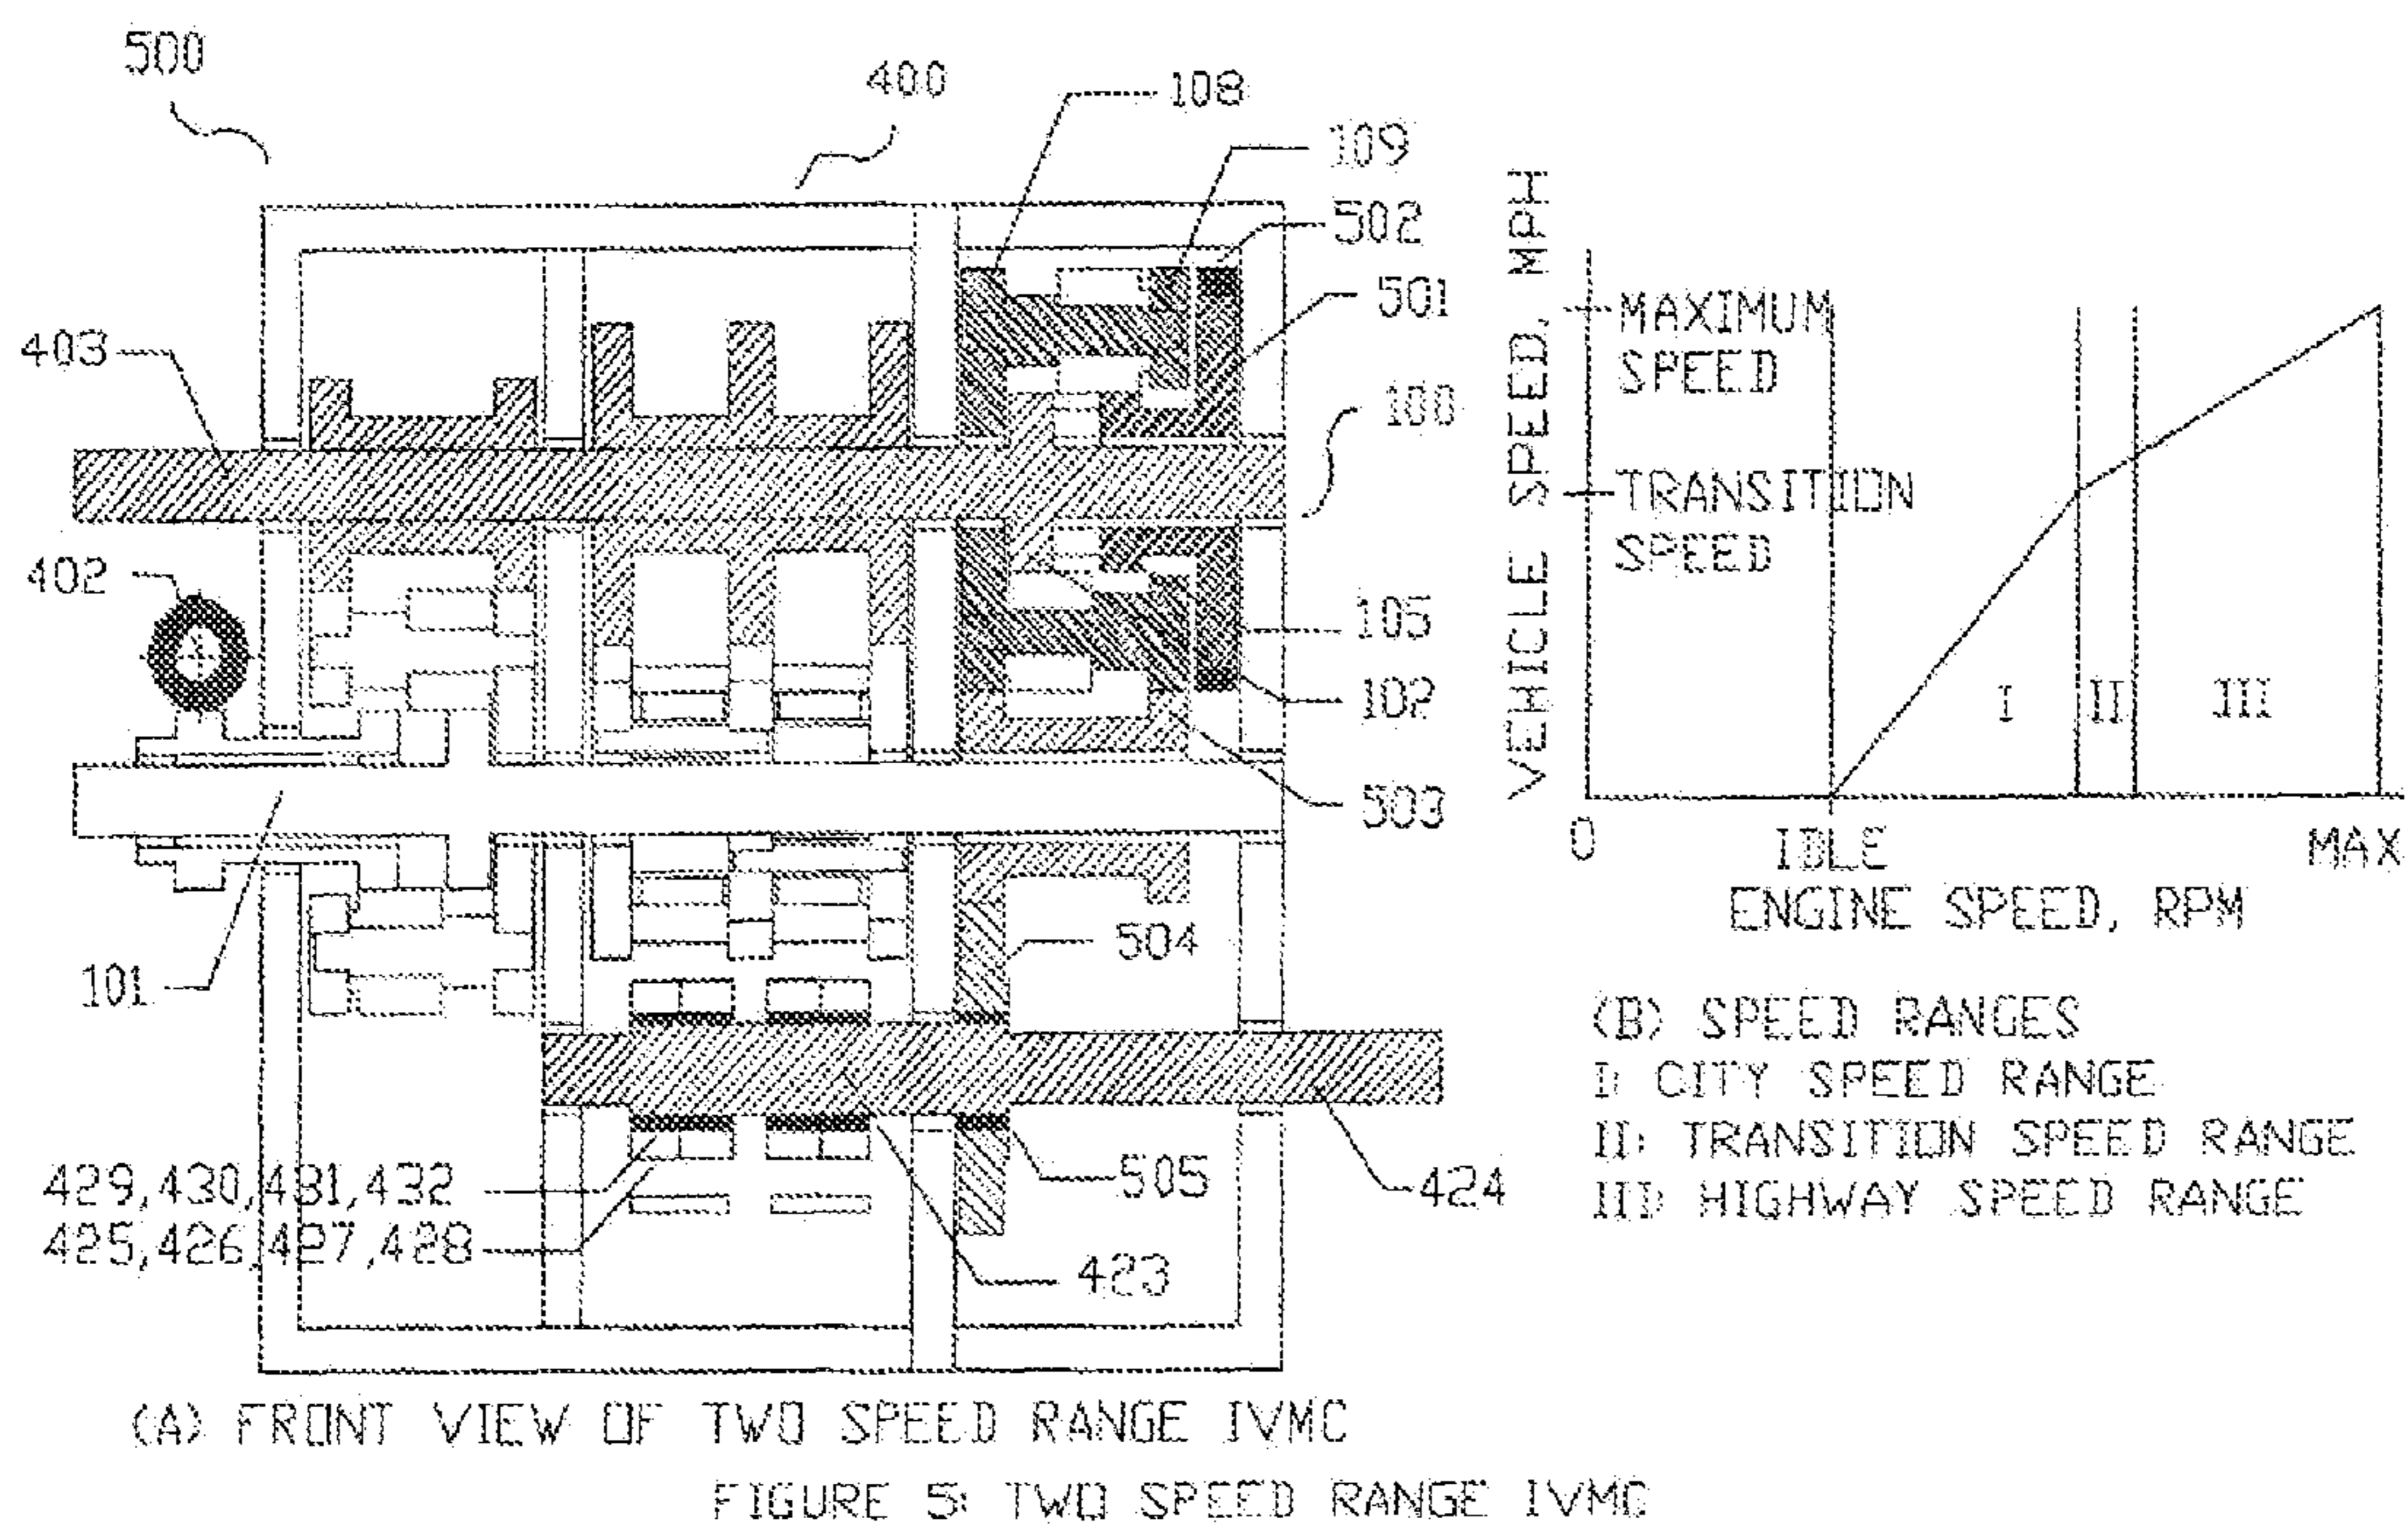 500
400
108
109
502
501
403
100
402
105
102
503
101
504
429,430,431,432
505
424
425,426,427,428
423
(A) FRONT VIEW OF TWO SPEED RANGE IVMC
VEHICLE SPEED, MPH
MAXIMUM
SPEED
TRANSITION
SPEED
I II III
0 IDLE MAX
ENGINE SPEED, RPM
(B) SPEED RANGES
I: CITY SPEED RANGE
II: TRANSITION SPEED RANGE
III: HIGHWAY SPEED RANGE
FIGURE 5: TWO SPEED RANGE IVMC